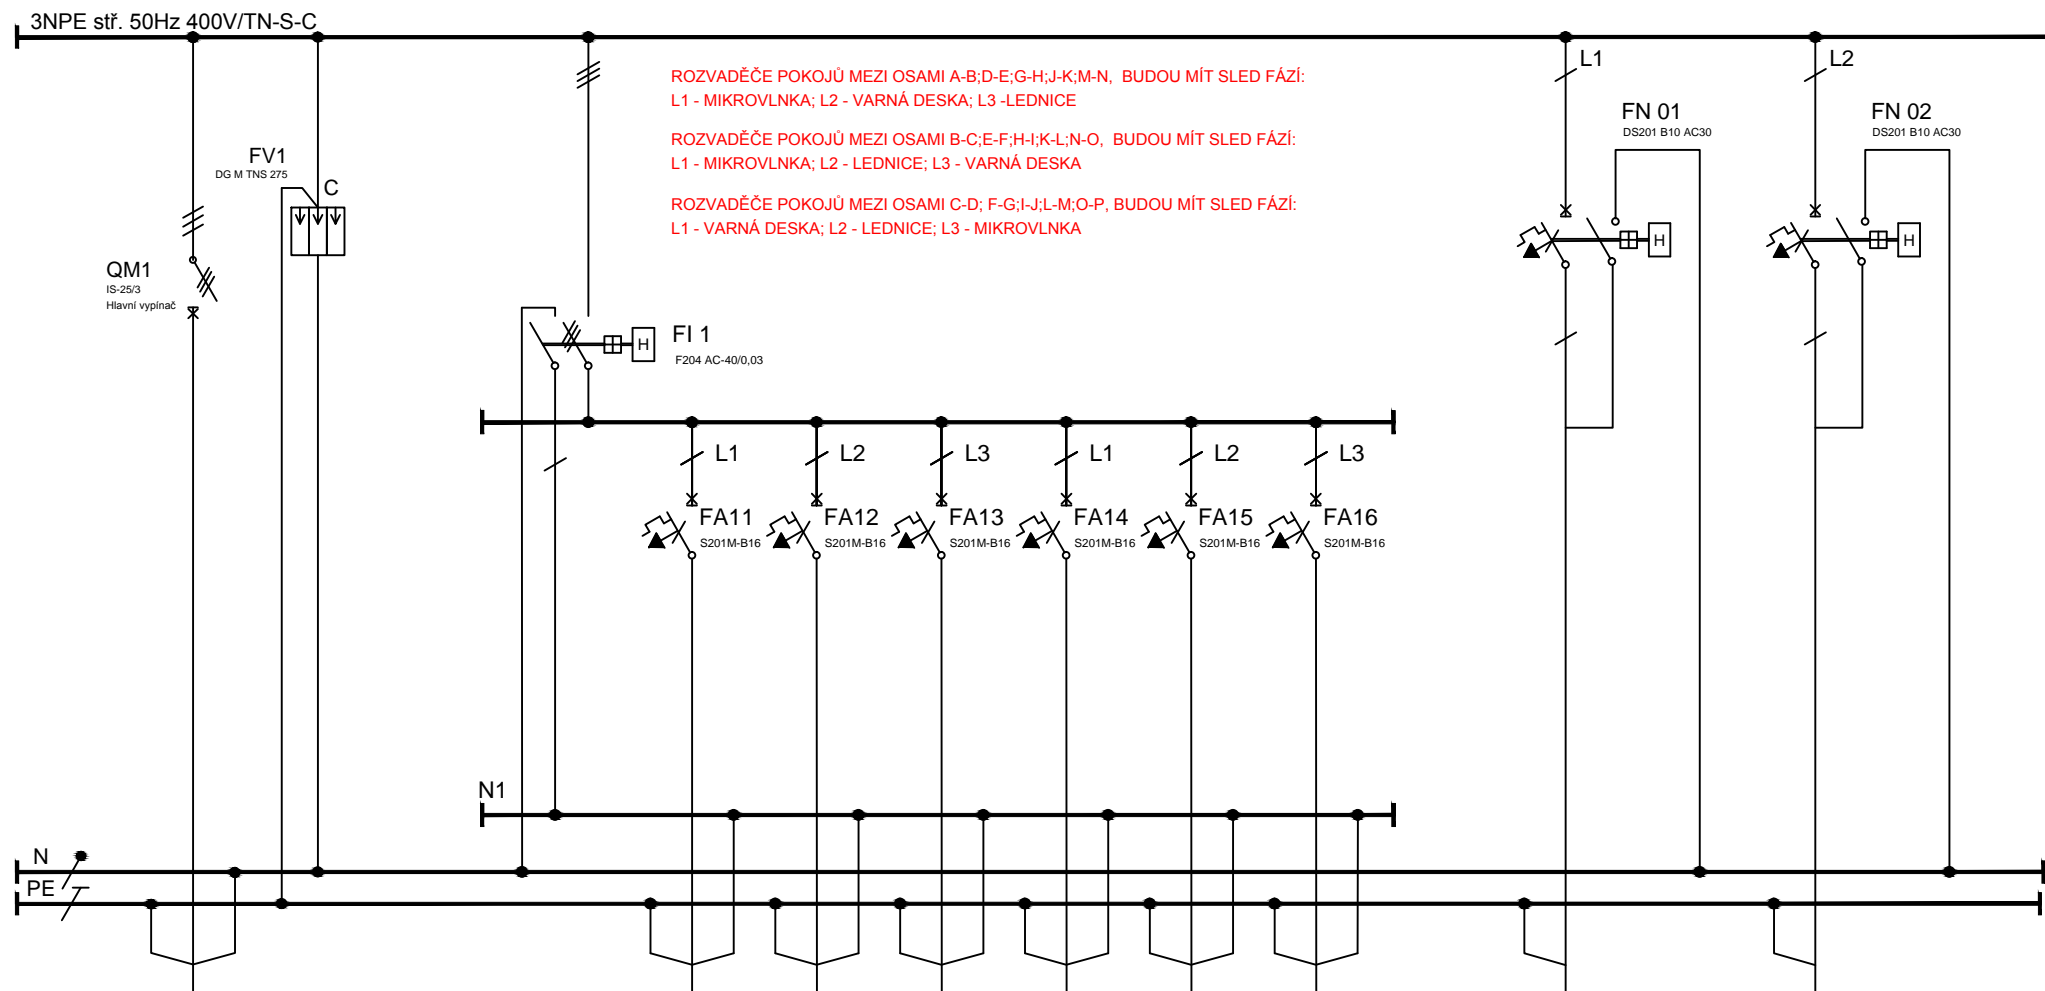 3NPE stř. 50Hz 400V/TN-S-C
ROZVADĚČE POKOJŮ MEZI OSAMI A-B;D-E;G-H;J-K;M-N, BUDOU MÍT SLED FÁZÍ:
L1 - MIKROVLNKA; L2 - VARNÁ DESKA; L3 -LEDNICE
ROZVADĚČE POKOJŮ MEZI OSAMI B-C;E-F;H-I;K-L;N-O, BUDOU MÍT SLED FÁZÍ:
L1 - MIKROVLNKA; L2 - LEDNICE; L3 - VARNÁ DESKA
ROZVADĚČE POKOJŮ MEZI OSAMI C-D; F-G;I-J;L-M;O-P, BUDOU MÍT SLED FÁZÍ:
L1 - VARNÁ DESKA; L2 - LEDNICE; L3 - MIKROVLNKA
L1
L2
FN 01
DS201 B10 AC30
FN 02
DS201 B10 AC30
FV1
DG M TNS 275
C
QM1
IS-25/3
Hlavní vypínač
H
H
H
FI 1
F204 AC-40/0,03
L1
L2
L3
L1
L2
L3
FA11
S201M-B16
FA12
S201M-B16
FA13
S201M-B16
FA14
S201M-B16
FA15
S201M-B16
FA16
S201M-B16
N1
N
PE